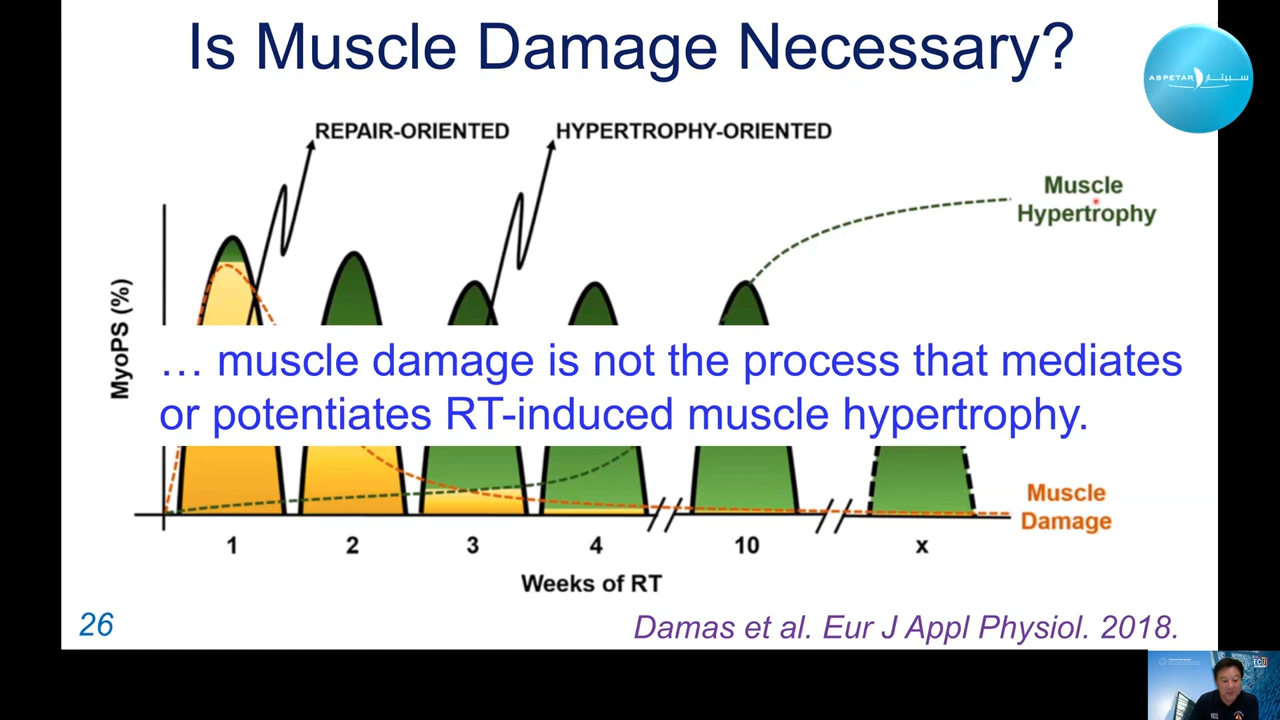 Is Muscle Damage Necessary?
ASPETAR سبيتار
REPAIR-ORIENTED
HYPERTROPHY-ORIENTED
Muscle
Hypertrophy
MyoPS (%)
… muscle damage is not the process that mediates
or potentiates RT-induced muscle hypertrophy.
Muscle
Damage
1 2 3 4 10 x
Weeks of RT
26
Damas et al. Eur J Appl Physiol. 2018.
ECU